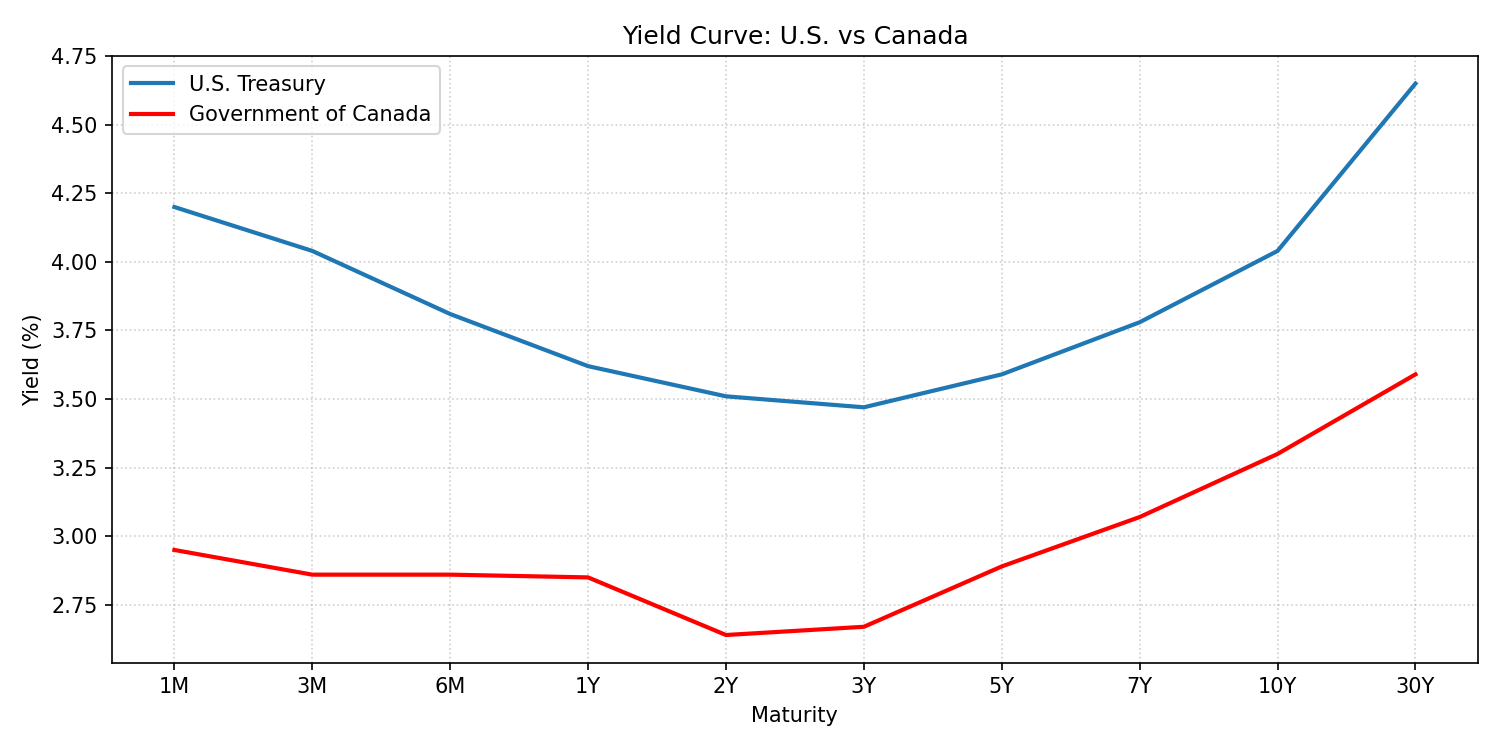 Yield Curve: U.S. vs Canada
U.S. Treasury
Government of Canada
4.75
4.50
4.25
4.00
3.75
3.50
3.25
3.00
2.75
Yield (%)
1M 3M 6M 1Y 2Y 3Y 5Y 7Y 10Y 30Y
Maturity